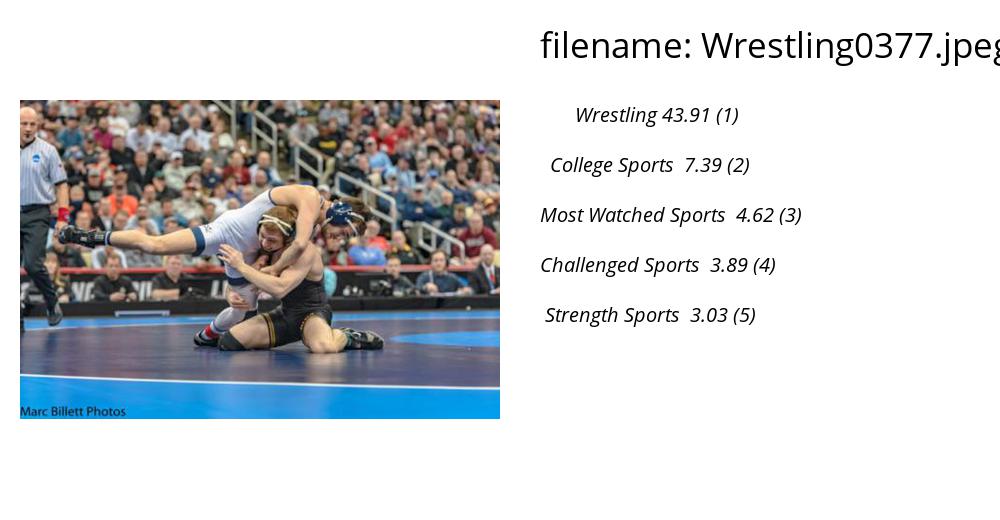 filename: Wrestling0377.jpeg
Wrestling 43.91 (1)
College Sports 7.39 (2)
Most Watched Sports 4.62 (3)
Challenged Sports 3.89 (4)
Strength Sports 3.03 (5)
Marc Billett Photos